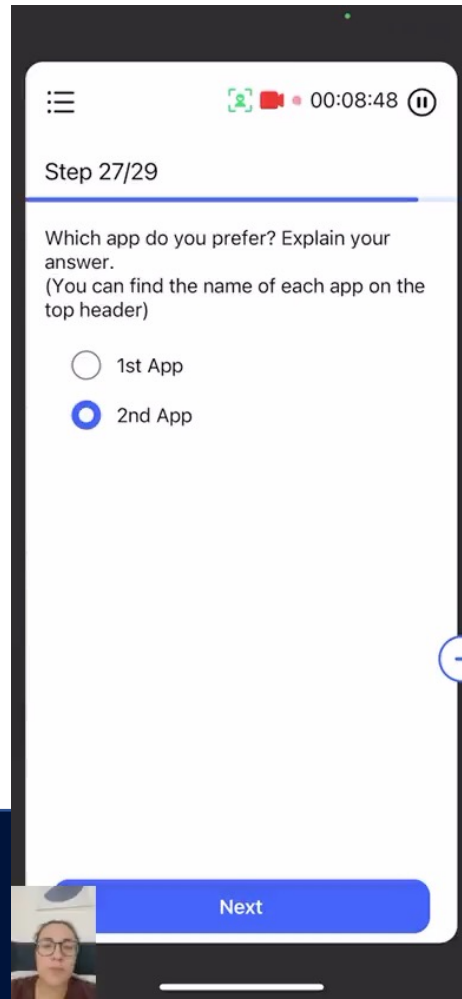 00:08:48
Step 27/29
Which app do you prefer? Explain your
answer.
(You can find the name of each app on the
top header)
1st App
2nd App
Next